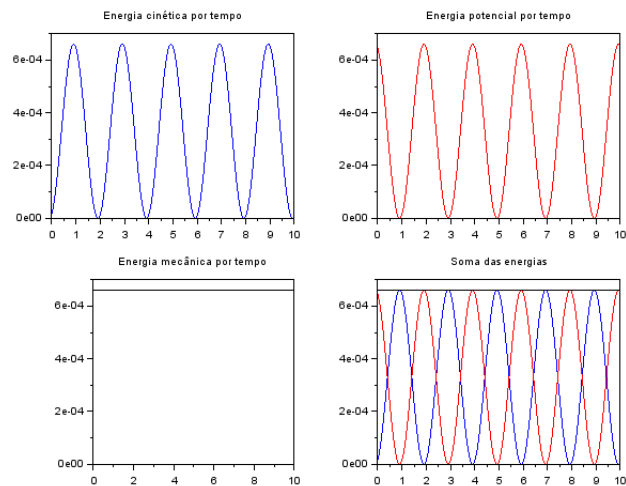 Energia cinética por tempo
6e-04
4e-04
2e-04
0e00
0 1 2 3 4 5 6 7 8 9 10
Energia potencial por tempo
6e-04
4e-04
2e-04
0e00
0 1 2 3 4 5 6 7 8 9 10
Energia mecânica por tempo
6e-04
4e-04
2e-04
0e00
0 2 4 6 8 10
Soma das energias
6e-04
4e-04
2e-04
0e00
0 1 2 3 4 5 6 7 8 9 10